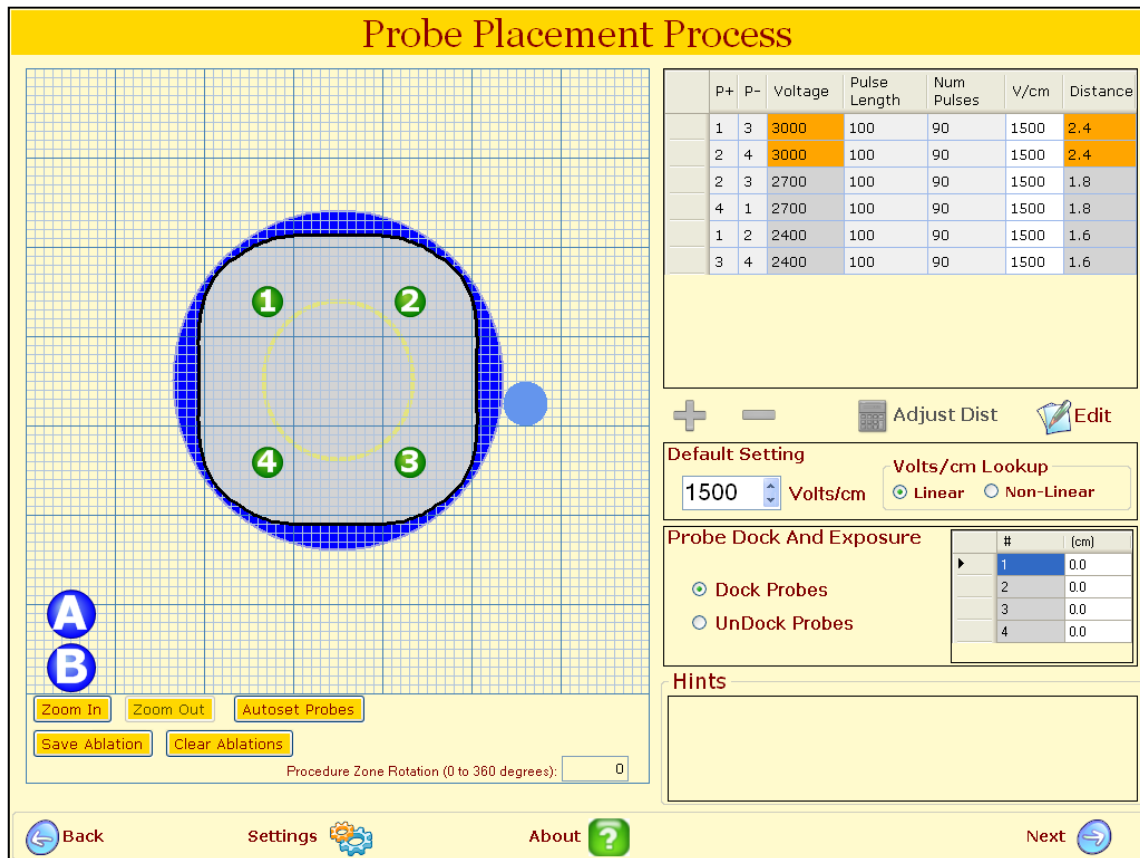 Probe Placement Process
P+ P- Voltage Pulse Length Num Pulses V/cm Distance
1 3 3000 100 90 1500 2.4
2 4 3000 100 90 1500 2.4
2 3 2700 100 90 1500 1.8
4 1 2700 100 90 1500 1.8
1 2 2400 100 90 1500 1.6
3 4 2400 100 90 1500 1.6
1 2
4 3
A
B
Adjust Dist Edit
Default Setting
1500 Volts/cm
Volts/cm Lookup
Linear Non-Linear
Probe Dock And Exposure
Dock Probes
UnDock Probes
# (cm)
1 0.0
2 0.0
3 0.0
4 0.0
Hints
Zoom In Zoom Out Autoset Probes
Save Ablation Clear Ablations
Procedure Zone Rotation (0 to 360 degrees): 0
Back Settings About ? Next